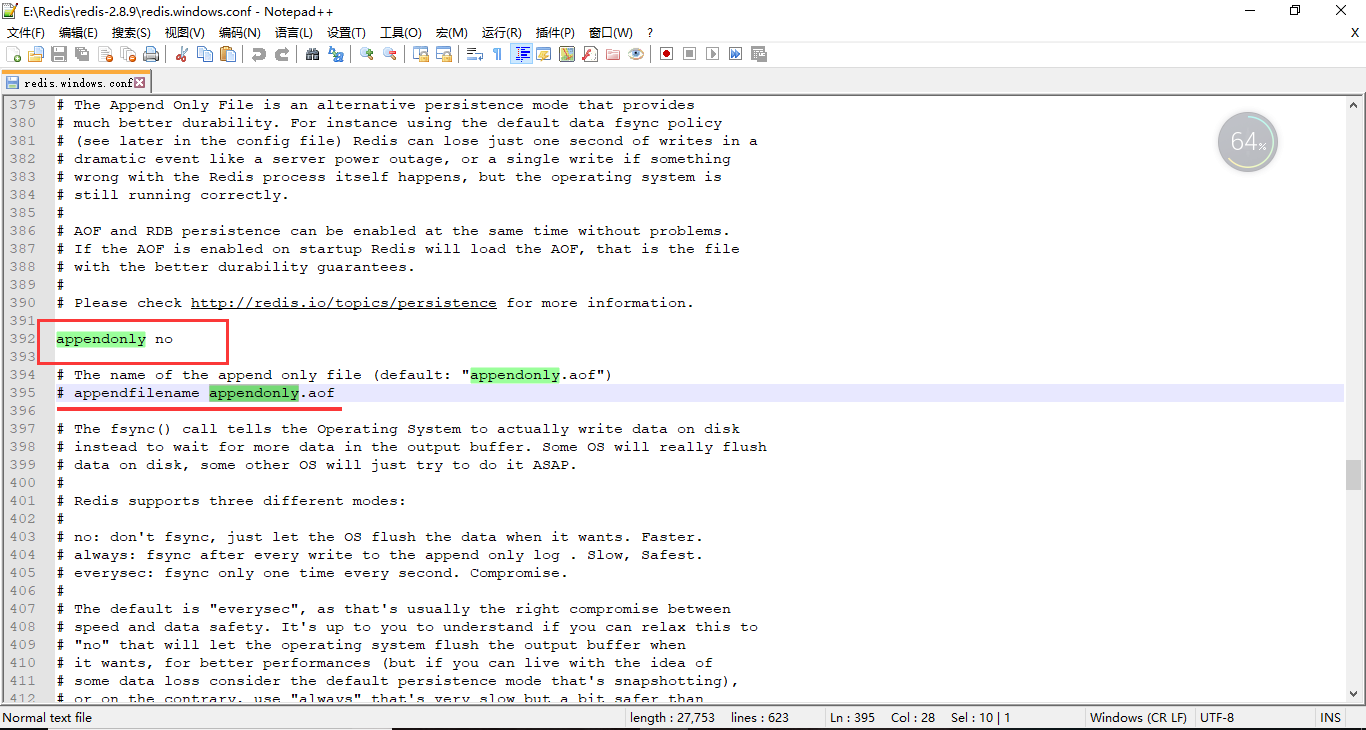 E:\Redis\redis-2.8.9\redis.windows.conf - Notepad++
文件(F) 编辑(E) 搜索(S) 视图(V) 编码(N) 语言(L) 设置(T) 工具(O) 宏(M) 运行(R) 插件(P) 窗口(W) ? X
redis.windows.conf
379 # The Append Only File is an alternative persistence mode that provides
380 # much better durability. For instance using the default data fsync policy
381 # (see later in the config file) Redis can lose just one second of writes in a
382 # dramatic event like a server power outage, or a single write if something
383 # wrong with the Redis process itself happens, but the operating system is
384 # still running correctly.
385 #
386 # AOF and RDB persistence can be enabled at the same time without problems.
387 # If the AOF is enabled on startup Redis will load the AOF, that is the file
388 # with the better durability guarantees.
389 #
390 # Please check http://redis.io/topics/persistence for more information.
391
392 appendonly no
393
394 # The name of the append only file (default: "appendonly.aof")
395 # appendfilename appendonly.aof
396
397 # The fsync() call tells the Operating System to actually write data on disk
398 # instead to wait for more data in the output buffer. Some OS will really flush
399 # data on disk, some other OS will just try to do it ASAP.
400 #
401 # Redis supports three different modes:
402 #
403 # no: don't fsync, just let the OS flush the data when it wants. Faster.
404 # always: fsync after every write to the append only log . Slow, Safest.
405 # everysec: fsync only one time every second. Compromise.
406 #
407 # The default is "everysec", as that's usually the right compromise between
408 # speed and data safety. It's up to you to understand if you can relax this to
409 # "no" that will let the operating system flush the output buffer when
410 # it wants, for better performances (but if you can live with the idea of
411 # some data loss consider the default persistence mode that's snapshotting),
412 # or on the contrary, use "always" that's very slow but a bit safer than
64%
Normal text file length : 27,753 lines : 623 Ln : 395 Col : 28 Sel : 10 | 1 Windows (CR LF) UTF-8 INS